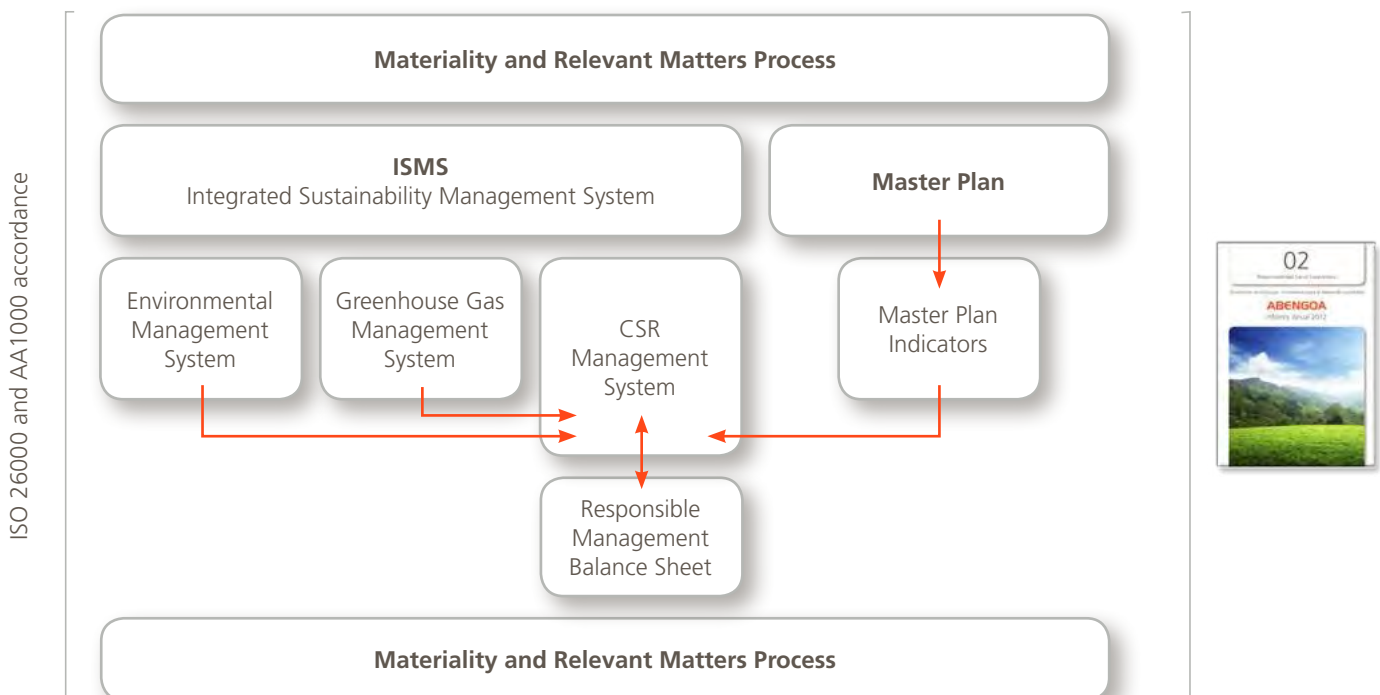 ISO 26000 and AA1000 accordance
Materiality and Relevant Matters Process
ISMS
Integrated Sustainability Management System
Master Plan
Environmental
Management
System
Greenhouse Gas
Management
System
CSR
Management
System
Master Plan
Indicators
Responsible
Management
Balance Sheet
Materiality and Relevant Matters Process
02
ABENGOA